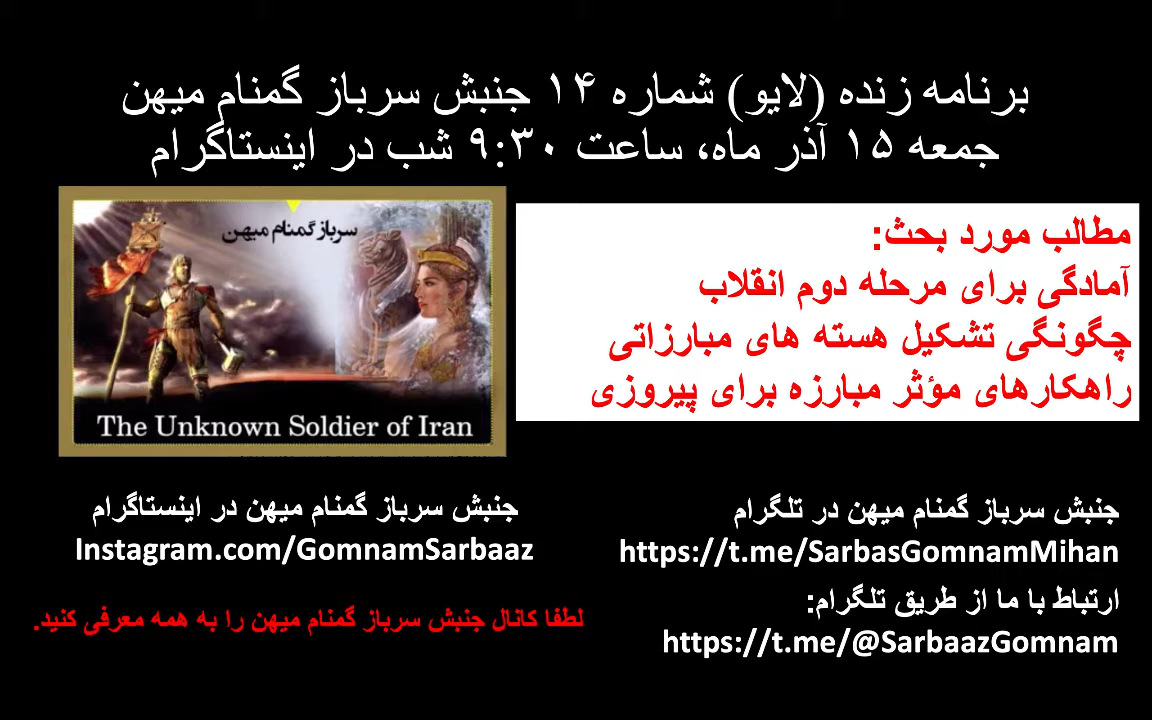 برنامه زنده (لایو) شماره ۱۴ جنبش سرباز گمنام میهن
جمعه ۱۵ آذر ماه، ساعت ۹:۳۰ شب در اینستاگرام
سرباز گمنام میهن
The Unknown Soldier of Iran
مطالب مورد بحث:
آمادگی برای مرحله دوم انقلاب
چگونگی تشکیل هسته های مبارزاتی
راهکارهای مؤثر مبارزه برای پیروزی
جنبش سرباز گمنام میهن در تلگرام
https://t.me/SarbasGomnamMihan
ارتباط با ما از طریق تلگرام:
https://t.me/@SarbaazGomnam
جنبش سرباز گمنام میهن در اینستاگرام
Instagram.com/GomnamSarbaaz
لطفا کانال جنبش سرباز گمنام میهن را به همه معرفی کنید.